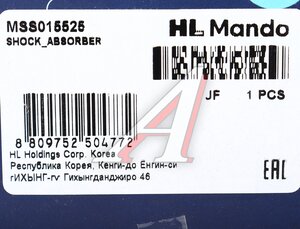 MSS015525
SHOCK_ABSORBER
HL Mando
JF 1 PCS
8 809752 504772
HL Holdings Corp. Korea
Республика Корея, Кенги-до Ёнгин-си
гИХЫНГ-гу Гихынгданджиро 46
EAC